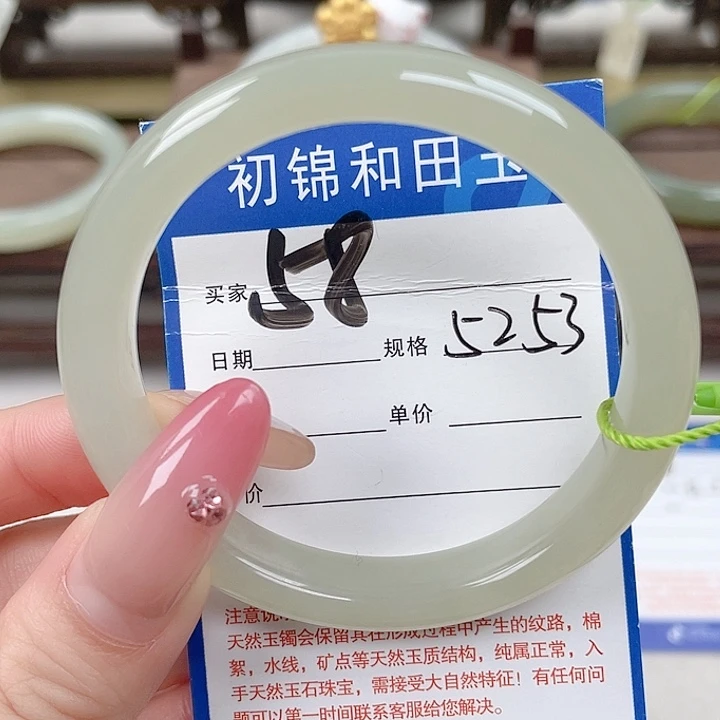 初锦和田玉
买家 58
日期 规格 5253
单价
价
注意说
天然玉镯会保留其在形成过程中产生的纹路，棉
絮，水线，矿点等天然玉质结构，纯属正常，入
手天然玉石珠宝，需接受大自然特征！有任何问
题可以第一时间联系客服给您解决。